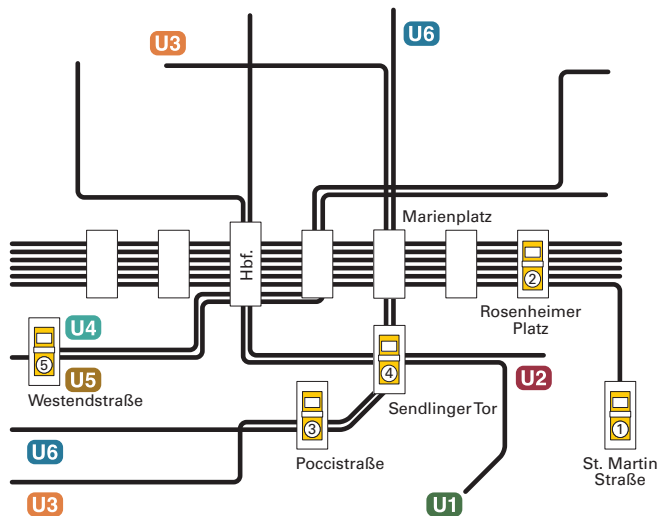 U3
U6
Marienplatz
Hbf.
2
Rosenheimer
Platz
U4
5
U5
Westendstraße
4
U2
Sendlinger Tor
3
Poccistraße
1
St. Martin
Straße
U6
U3
U1